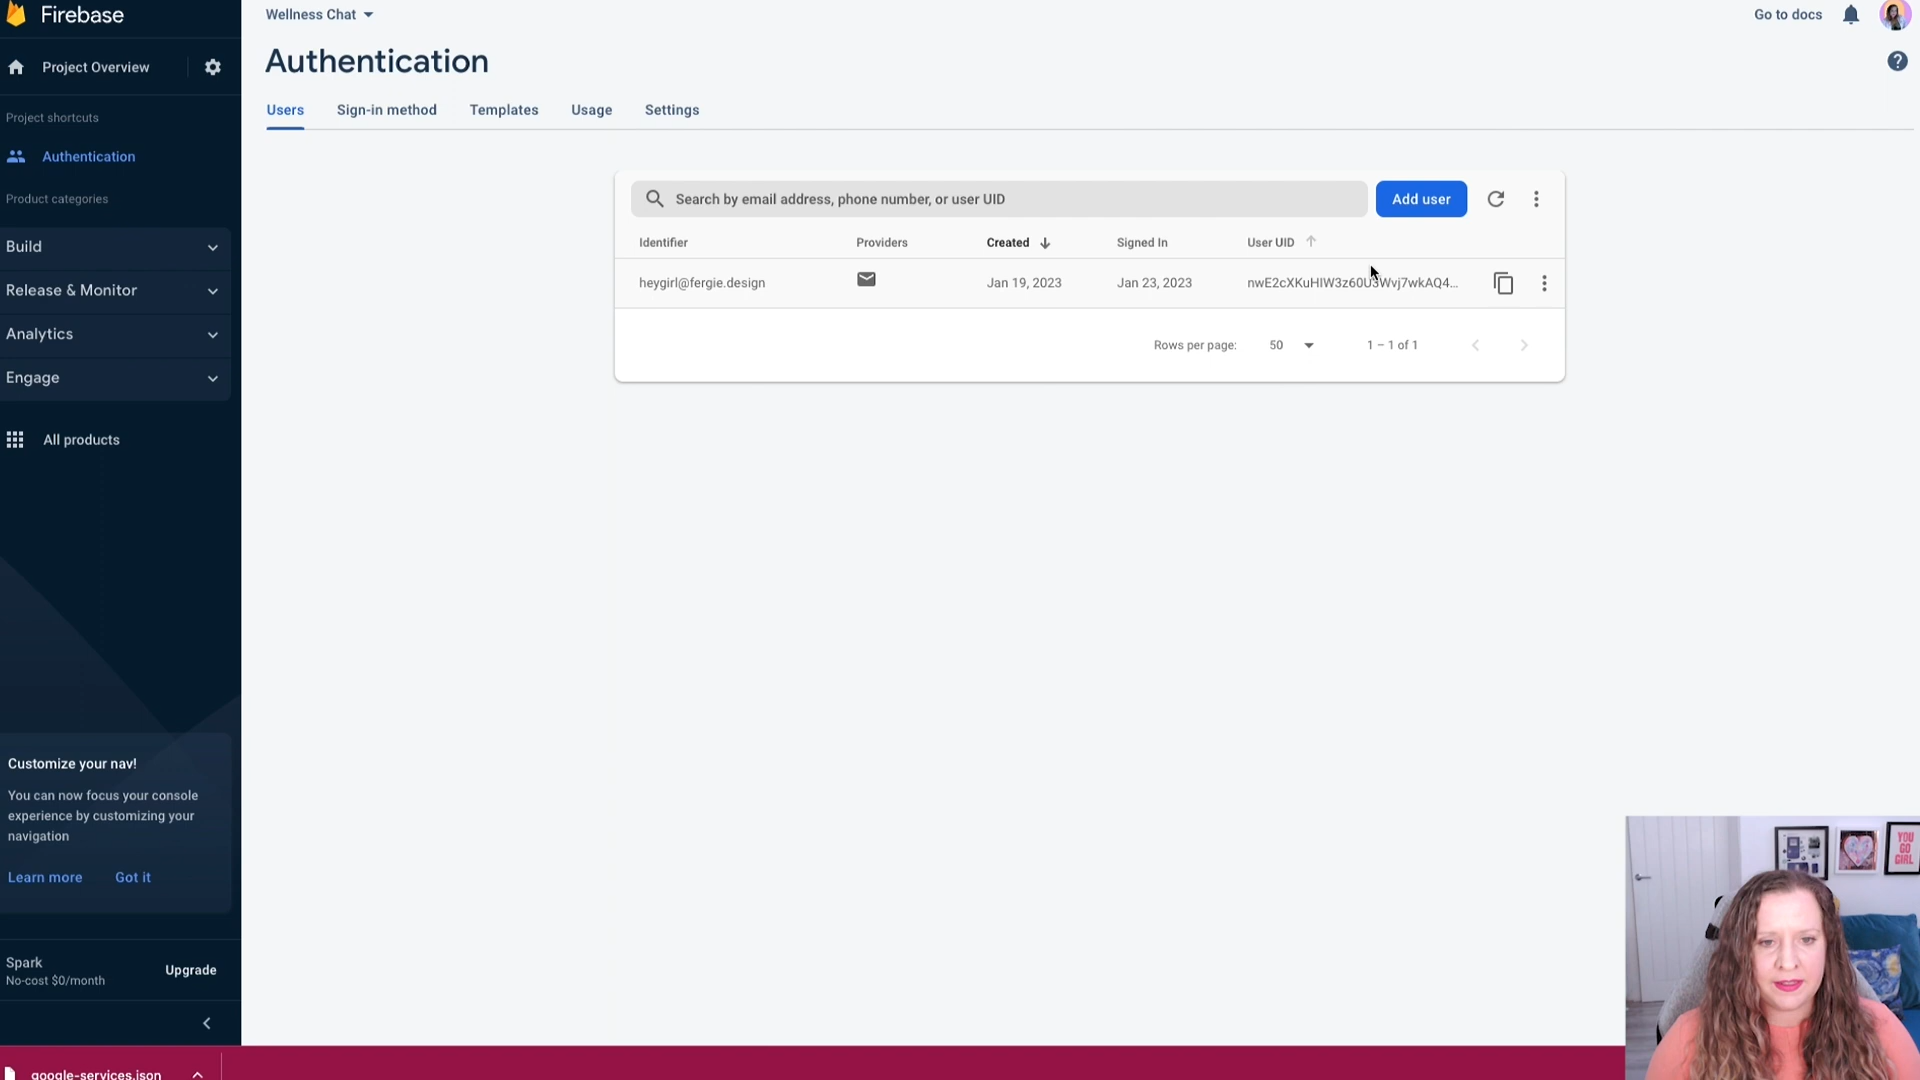 Firebase
Wellness Chat
Go to docs
Project Overview
Authentication
Users
Sign-in method
Templates
Usage
Settings
Project shortcuts
Authentication
Product categories
Build
Release & Monitor
Analytics
Engage
All products
Search by email address, phone number, or user UID
Add user
Identifier
Providers
Created
Signed In
User UID
heygirl@fergie.design
Jan 19, 2023
Jan 23, 2023
nwE2cXKuHIW3z60U3Wvj7wkAQ4...
Rows per page:
50
1 – 1 of 1
Customize your nav!
You can now focus your console
experience by customizing your
navigation
Learn more
Got it
Spark
No-cost $0/month
Upgrade
google-services.json
YOU
GO
GIRL